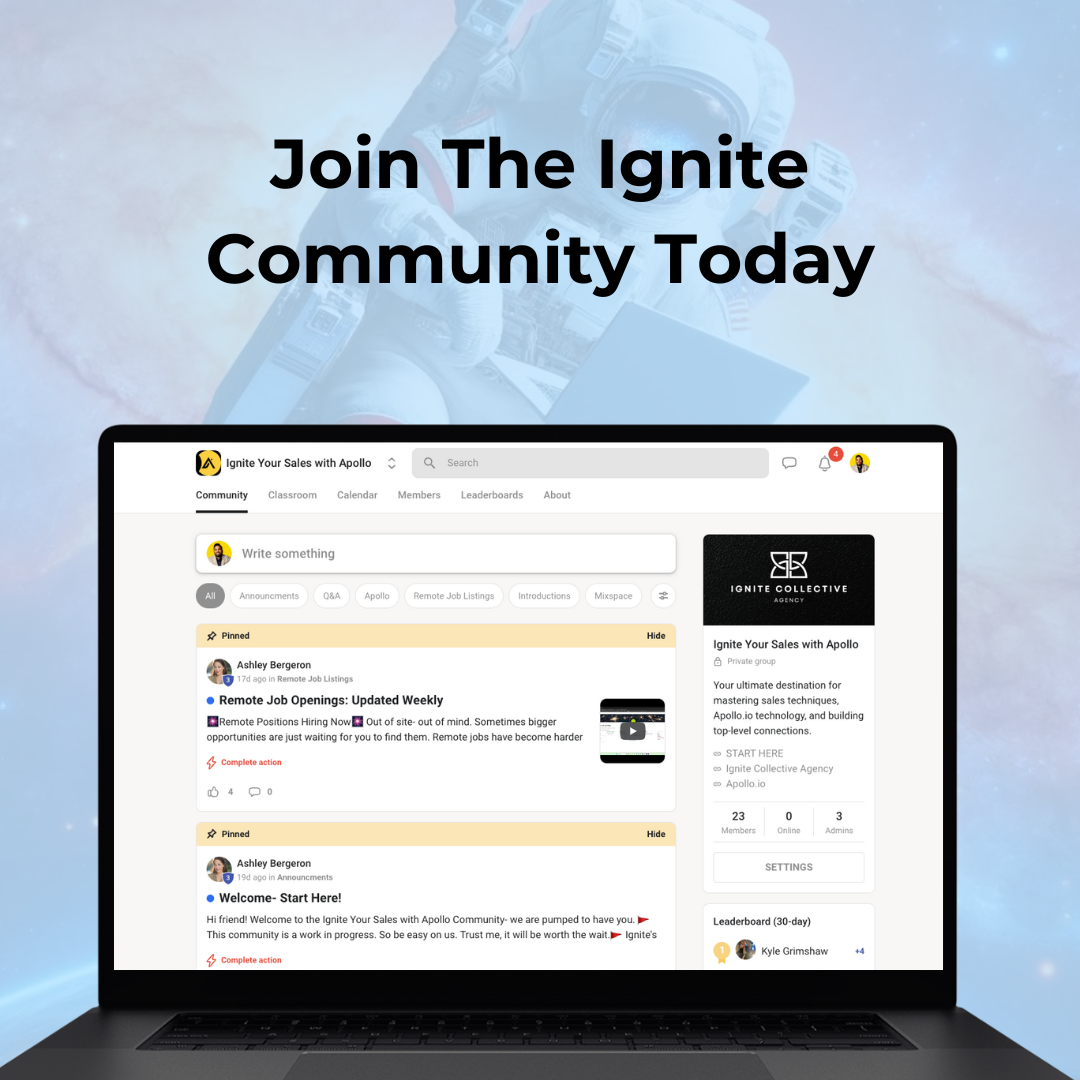 Join The Ignite
Community Today
Ignite Your Sales with Apollo
Search
4
Community Classroom Calendar Members Leaderboards About
Write something
All Announcments Q&A Apollo Remote Job Listings Introductions Mixspace
Pinned Hide
Ashley Bergeron
3 17d ago in Remote Job Listings
Remote Job Openings: Updated Weekly
Remote Positions Hiring Now Out of site- out of mind. Sometimes bigger
opportunities are just waiting for you to find them. Remote jobs have become harder
Complete action
4 0
Pinned Hide
Ashley Bergeron
3 19d ago in Announcments
Welcome- Start Here!
Hi friend! Welcome to the Ignite Your Sales with Apollo Community- we are pumped to have you.
This community is a work in progress. So be easy on us. Trust me, it will be worth the wait. Ignite's
Complete action
IGNITE COLLECTIVE
AGENCY
Ignite Your Sales with Apollo
Private group
Your ultimate destination for
mastering sales techniques,
Apollo.io technology, and building
top-level connections.
START HERE
Ignite Collective Agency
Apollo.io
23 0 3
Members Online Admins
SETTINGS
Leaderboard (30-day)
1 Kyle Grimshaw +4